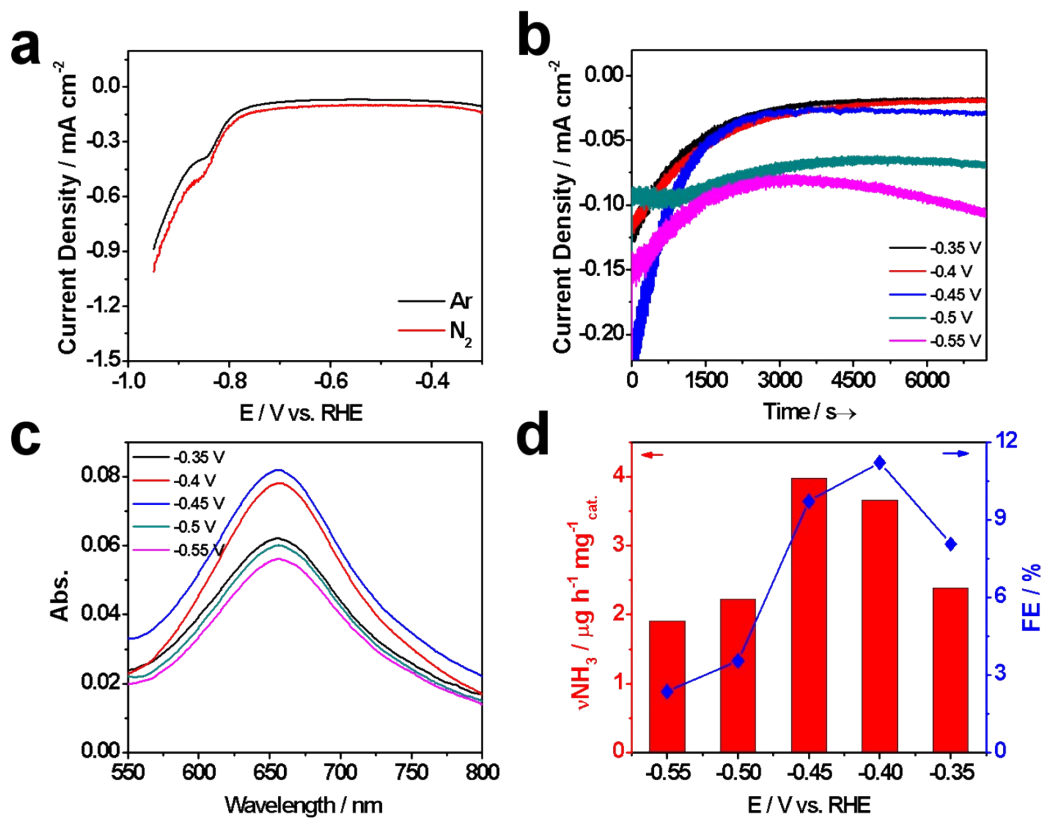 a
Current Density / mA cm-2
0.0
-0.3
-0.6
-0.9
-1.2
-1.5
-1.0
-0.8
-0.6
-0.4
E / V vs. RHE
Ar
N2
b
Current Density / mA cm-2
0.00
-0.05
-0.10
-0.15
-0.20
0
1500
3000
4500
6000
Time / s→
-0.35 V
-0.4 V
-0.45 V
-0.5 V
-0.55 V
c
Abs.
0.08
0.06
0.04
0.02
0.00
550
600
650
700
750
800
Wavelength / nm
-0.35 V
-0.4 V
-0.45 V
-0.5 V
-0.55 V
d
νNH3 / μg h-1 mg-1cat.
4
3
2
1
0
12
9
6
3
0
FE / %
-0.55
-0.50
-0.45
-0.40
-0.35
E / V vs. RHE